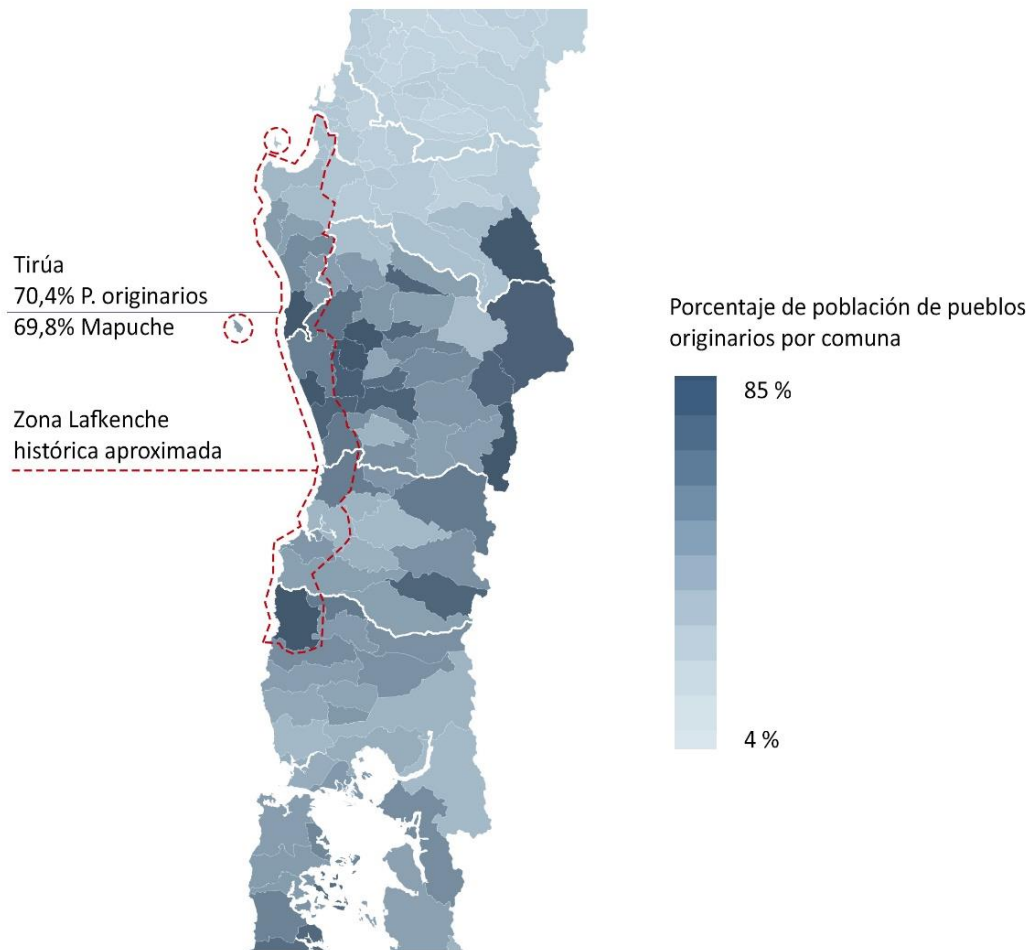 Tirúa
70,4% P. originarios
69,8% Mapuche
Zona Lafkenche
histórica aproximada
Porcentaje de población de pueblos
originarios por comuna
85 %
4 %